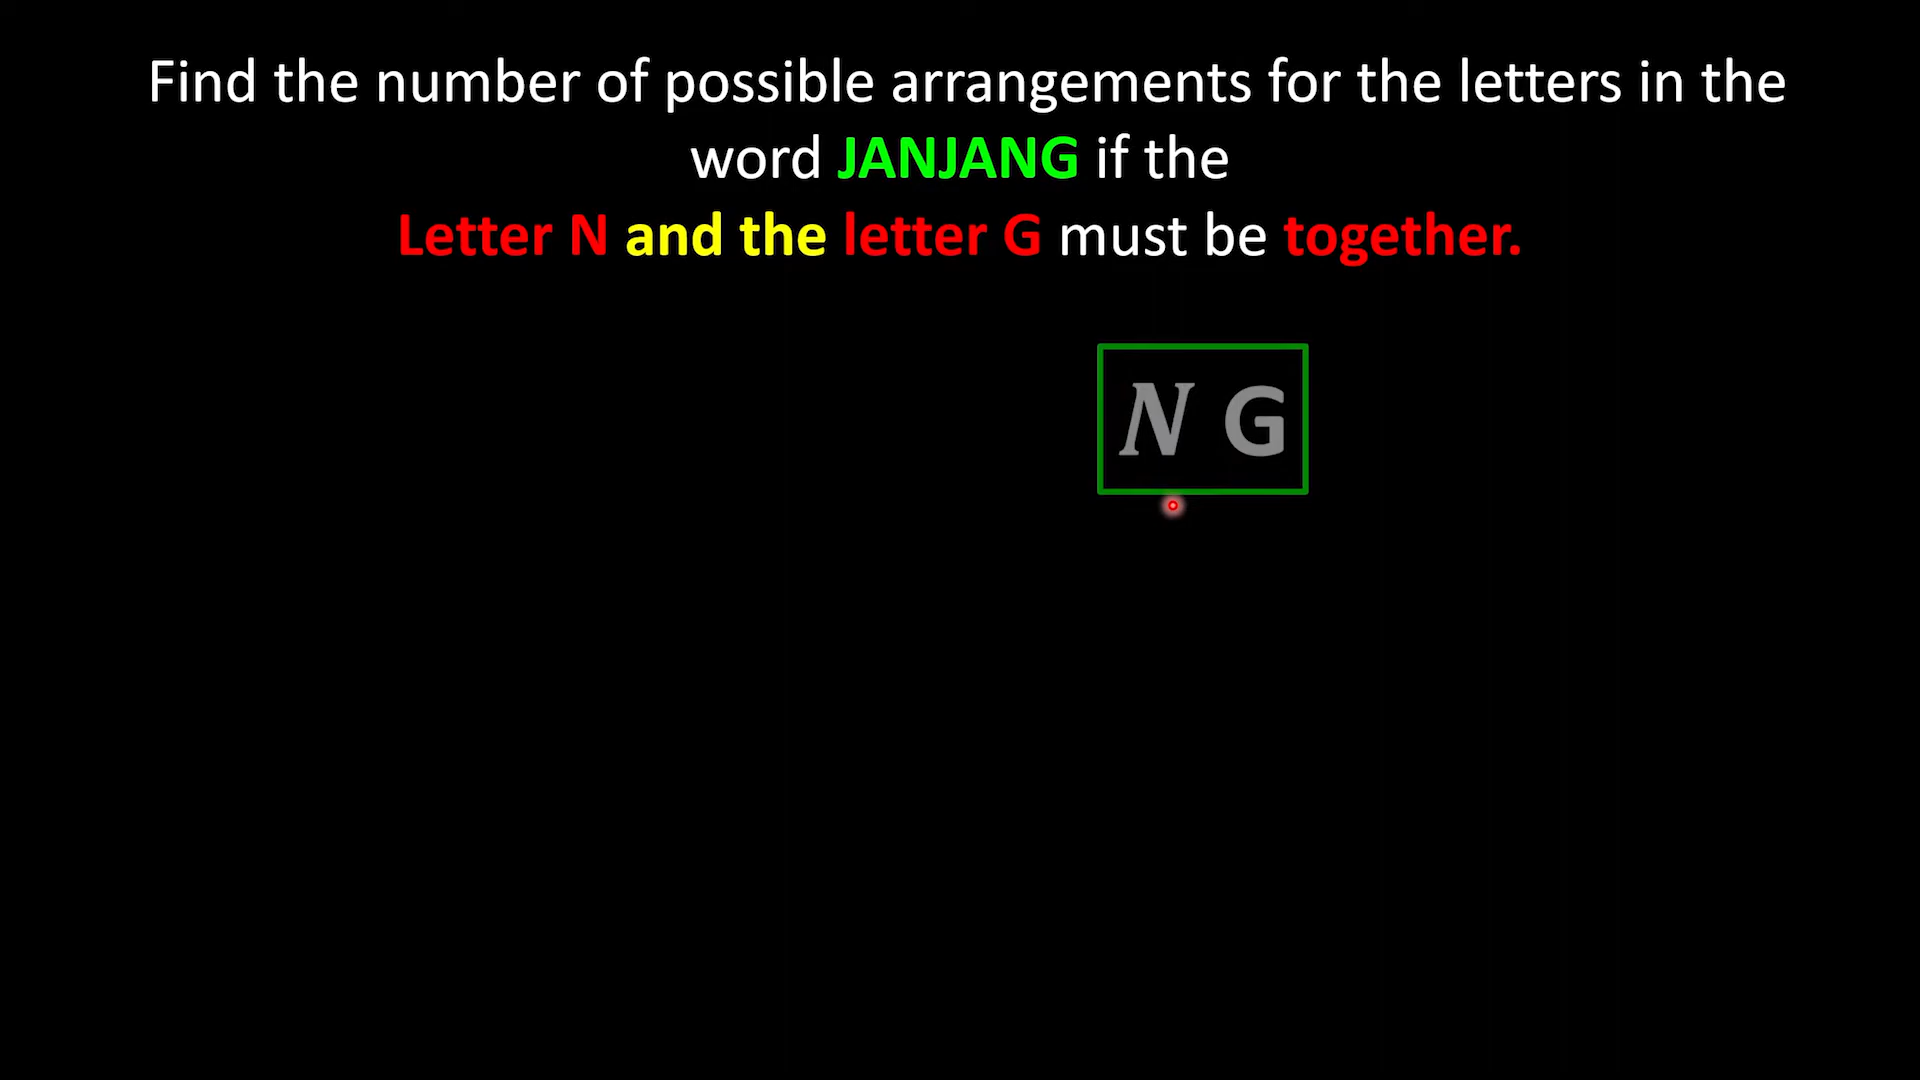 Find the number of possible arrangements for the letters in the
word JANJANG if the
Letter N and the letter G must be together.
N G